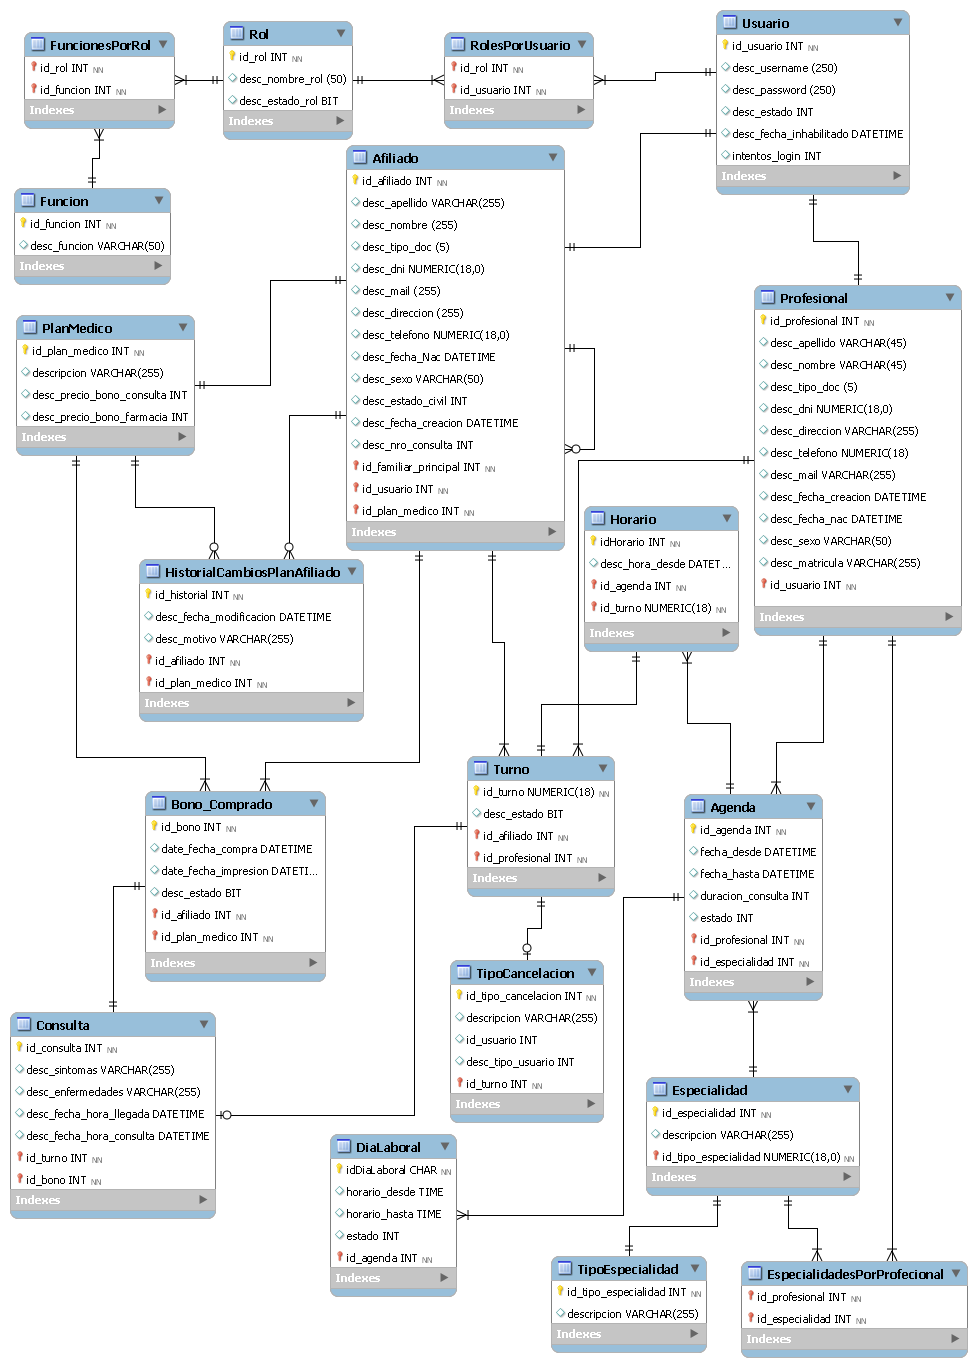 FuncionesPorRol
id_rol INT NN
id_funcion INT NN
Indexes
Rol
id_rol INT NN
desc_nombre_rol (50)
desc_estado_rol BIT
Indexes
RolesPorUsuario
id_rol INT NN
id_usuario INT NN
Indexes
Usuario
id_usuario INT NN
desc_username (250)
desc_password (250)
desc_estado INT
desc_fecha_inhabilitado DATETIME
intentos_login INT
Indexes
Funcion
id_funcion INT NN
desc_funcion VARCHAR(50)
Indexes
Afiliado
id_afiliado INT NN
desc_apellido VARCHAR(255)
desc_nombre (255)
desc_tipo_doc (5)
desc_dni NUMERIC(18,0)
desc_mail (255)
desc_direccion (255)
desc_telefono NUMERIC(18,0)
desc_fecha_Nac DATETIME
desc_sexo VARCHAR(50)
desc_estado_civil INT
desc_fecha_creacion DATETIME
desc_nro_consulta INT
id_familiar_principal INT NN
id_usuario INT NN
id_plan_medico INT NN
Indexes
Profesional
id_profesional INT NN
desc_apellido VARCHAR(45)
desc_nombre VARCHAR(45)
desc_tipo_doc (5)
desc_dni NUMERIC(18,0)
desc_direccion VARCHAR(255)
desc_telefono NUMERIC(18)
desc_mail VARCHAR(255)
desc_fecha_creacion DATETIME
desc_fecha_nac DATETIME
desc_sexo VARCHAR(50)
desc_matricula VARCHAR(255)
id_usuario INT NN
Indexes
PlanMedico
id_plan_medico INT NN
descripcion VARCHAR(255)
desc_precio_bono_consulta INT
desc_precio_bono_farmacia INT
Indexes
Horario
idHorario INT NN
desc_hora_desde DATET...
id_agenda INT NN
id_turno NUMERIC(18) NN
Indexes
HistorialCambiosPlanAfiliado
id_historial INT NN
desc_fecha_modificacion DATETIME
desc_motivo VARCHAR(255)
id_afiliado INT NN
id_plan_medico INT NN
Indexes
Turno
id_turno NUMERIC(18) NN
desc_estado BIT
id_afiliado INT NN
id_profesional INT NN
Indexes
Bono_Comprado
id_bono INT NN
date_fecha_compra DATETIME
date_fecha_impresion DATETI...
desc_estado BIT
id_afiliado INT NN
id_plan_medico INT NN
Indexes
Agenda
id_agenda INT NN
fecha_desde DATETIME
fecha_hasta DATETIME
duracion_consulta INT
estado INT
id_profesional INT NN
id_especialidad INT NN
Indexes
TipoCancelacion
id_tipo_cancelacion INT NN
descripcion VARCHAR(255)
id_usuario INT
desc_tipo_usuario INT
id_turno INT NN
Indexes
Consulta
id_consulta INT NN
desc_sintomas VARCHAR(255)
desc_enfermedades VARCHAR(255)
desc_fecha_hora_llegada DATETIME
desc_fecha_hora_consulta DATETIME
id_turno INT NN
id_bono INT NN
Indexes
Especialidad
id_especialidad INT NN
descripcion VARCHAR(255)
id_tipo_especialidad NUMERIC(18,0) NN
Indexes
DiaLaboral
idDiaLaboral CHAR NN
horario_desde TIME
horario_hasta TIME
estado INT
id_agenda INT NN
Indexes
TipoEspecialidad
id_tipo_especialidad INT NN
descripcion VARCHAR(255)
Indexes
EspecialidadesPorProfecional
id_profesional INT NN
id_especialidad INT NN
Indexes